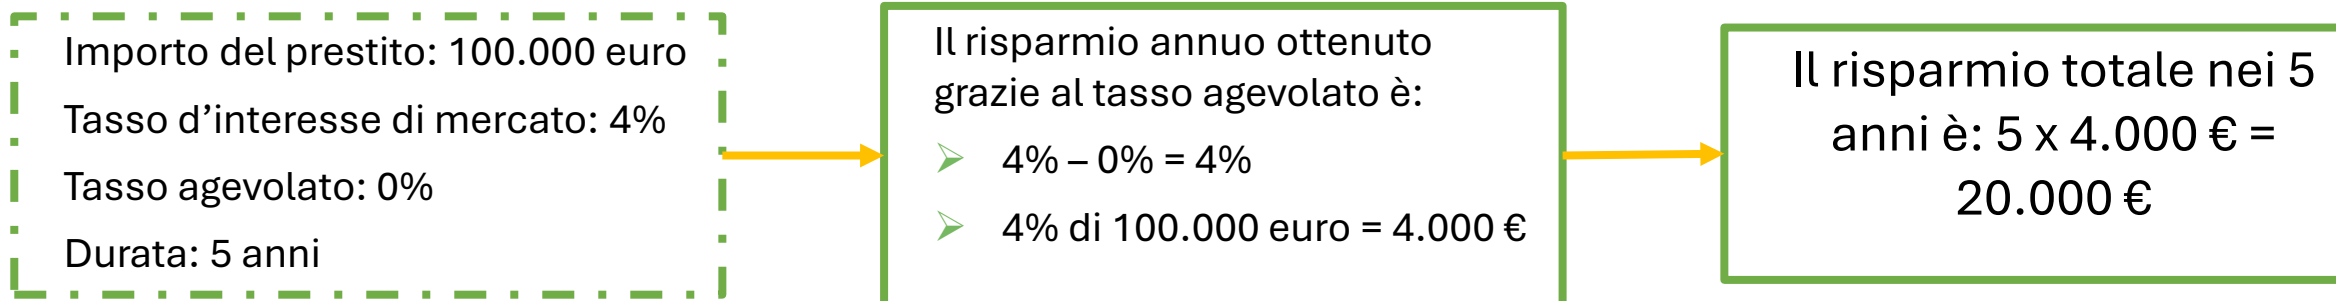 Importo del prestito: 100.000 euro
Tasso d’interesse di mercato: 4%
Tasso agevolato: 0%
Durata: 5 anni
Il risparmio annuo ottenuto
grazie al tasso agevolato è:
4% – 0% = 4%
4% di 100.000 euro = 4.000 €
Il risparmio totale nei 5
anni è: 5 x 4.000 € =
20.000 €